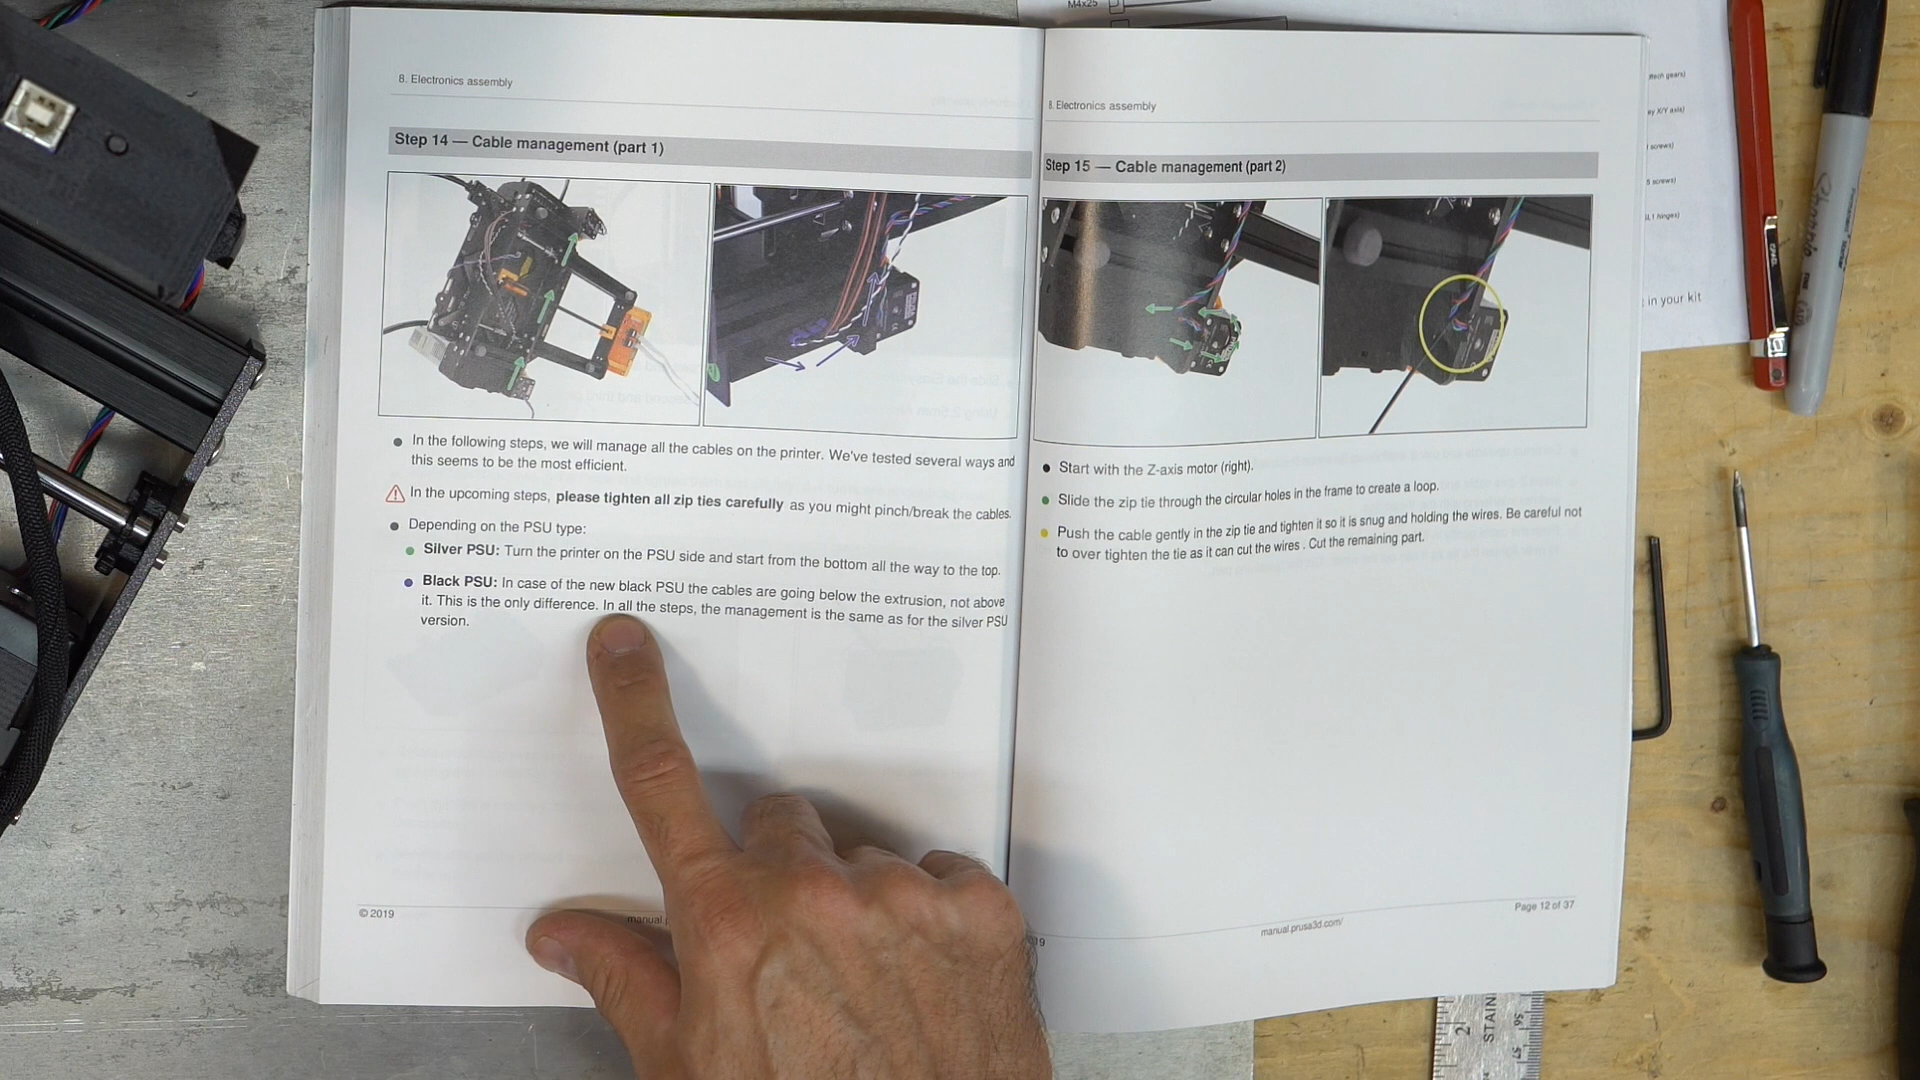 M4x25
8. Electronics assembly
Step 14 — Cable management (part 1)
In the following steps, we will manage all the cables on the printer. We've tested several ways and
this seems to be the most efficient.
In the upcoming steps, please tighten all zip ties carefully as you might pinch/break the cables.
Depending on the PSU type:
Silver PSU: Turn the printer on the PSU side and start from the bottom all the way to the top.
Black PSU: In case of the new black PSU the cables are going below the extrusion, not above
it. This is the only difference. In all the steps, the management is the same as for the silver PSU
version.
© 2019
manual.p
8. Electronics assembly
Step 15 — Cable management (part 2)
Start with the Z-axis motor (right).
Slide the zip tie through the circular holes in the frame to create a loop.
Push the cable gently in the zip tie and tighten it so it is snug and holding the wires. Be careful not
to over tighten the tie as it can cut the wires . Cut the remaining part.
19
manual.prusa3d.com/
Page 12 of 37
gears)
X/Y axis)
screws)
screws)
hinges)
in your kit
2
STAIN